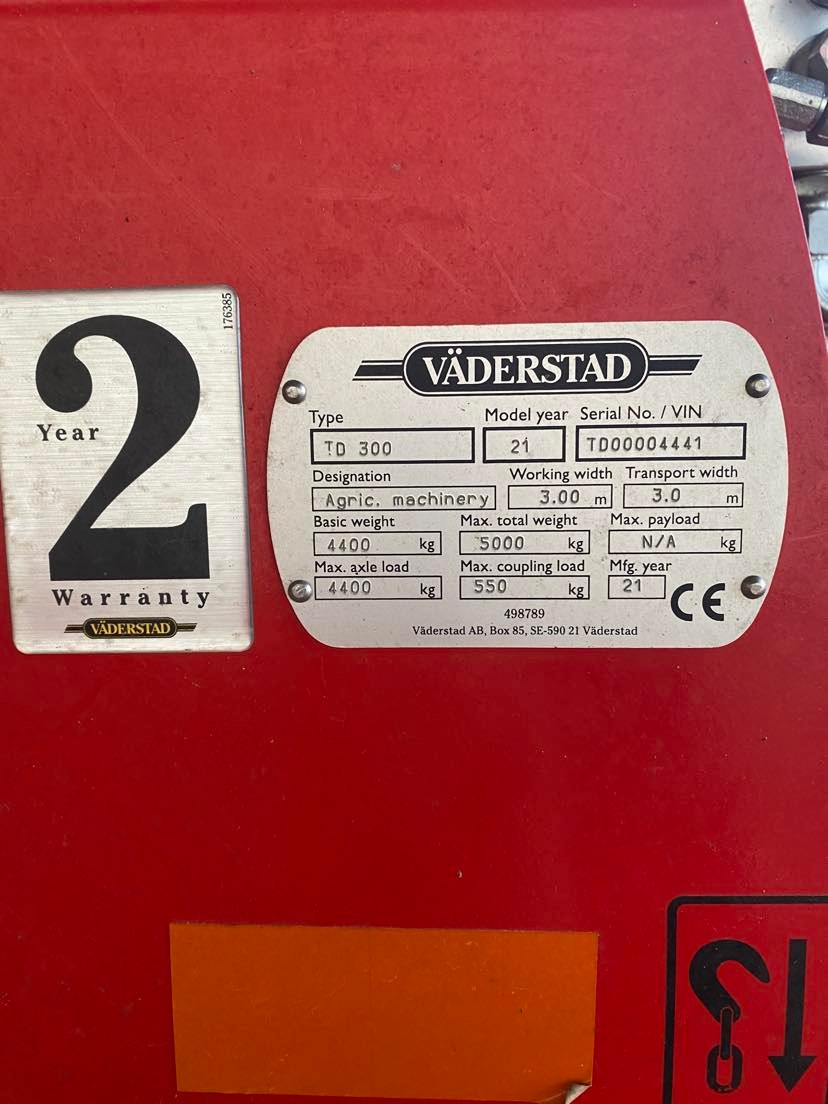 176385
2
Year
Warranty
VÄDERSTAD
VÄDERSTAD
Type Model year Serial No. / VIN
TD 300 21 TD00004441
Designation Working width Transport width
Agric. machinery 3.00 m 3.0 m
Basic weight Max. total weight Max. payload
4400 kg 5000 kg N/A kg
Max. axle load Max. coupling load Mfg. year
4400 kg 550 kg 21 CE
498789
Väderstad AB, Box 85, SE-590 21 Väderstad